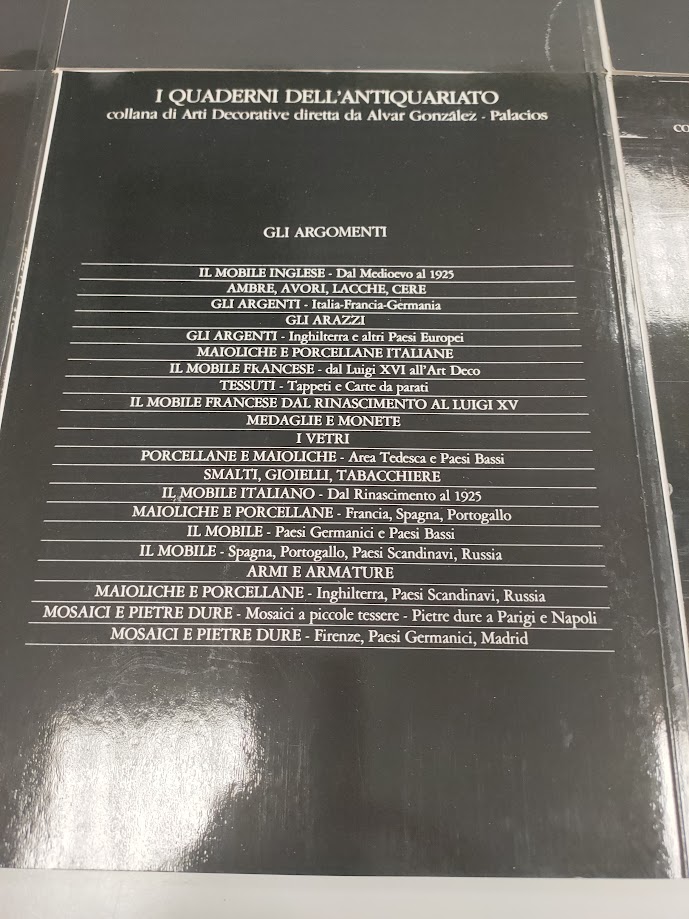 I QUADERNI DELL'ANTIQUARIATO
collana di Arti Decorative diretta da Alvar González - Palacios
GLI ARGOMENTI
IL MOBILE INGLESE - Dal Medioevo al 1925
AMBRE, AVORI, LACCHE, CERE
GLI ARGENTI - Italia-Francia-Germania
GLI ARAZZI
GLI ARGENTI - Inghilterra e altri Paesi Europei
MAIOLICHE E PORCELLANE ITALIANE
IL MOBILE FRANCESE - dal Luigi XVI all'Art Deco
TESSUTI - Tappeti e Carte da parati
IL MOBILE FRANCESE DAL RINASCIMENTO AL LUIGI XV
MEDAGLIE E MONETE
I VETRI
PORCELLANE E MAIOLICHE - Area Tedesca e Paesi Bassi
SMALTI, GIOIELLI, TABACCHIERE
IL MOBILE ITALIANO - Dal Rinascimento al 1925
MAIOLICHE E PORCELLANE - Francia, Spagna, Portogallo
IL MOBILE - Paesi Germanici e Paesi Bassi
IL MOBILE - Spagna, Portogallo, Paesi Scandinavi, Russia
ARMI E ARMATURE
MAIOLICHE E PORCELLANE - Inghilterra, Paesi Scandinavi, Russia
MOSAICI E PIETRE DURE - Mosaici a piccole tessere - Pietre dure a Parigi e Napoli
MOSAICI E PIETRE DURE - Firenze, Paesi Germanici, Madrid